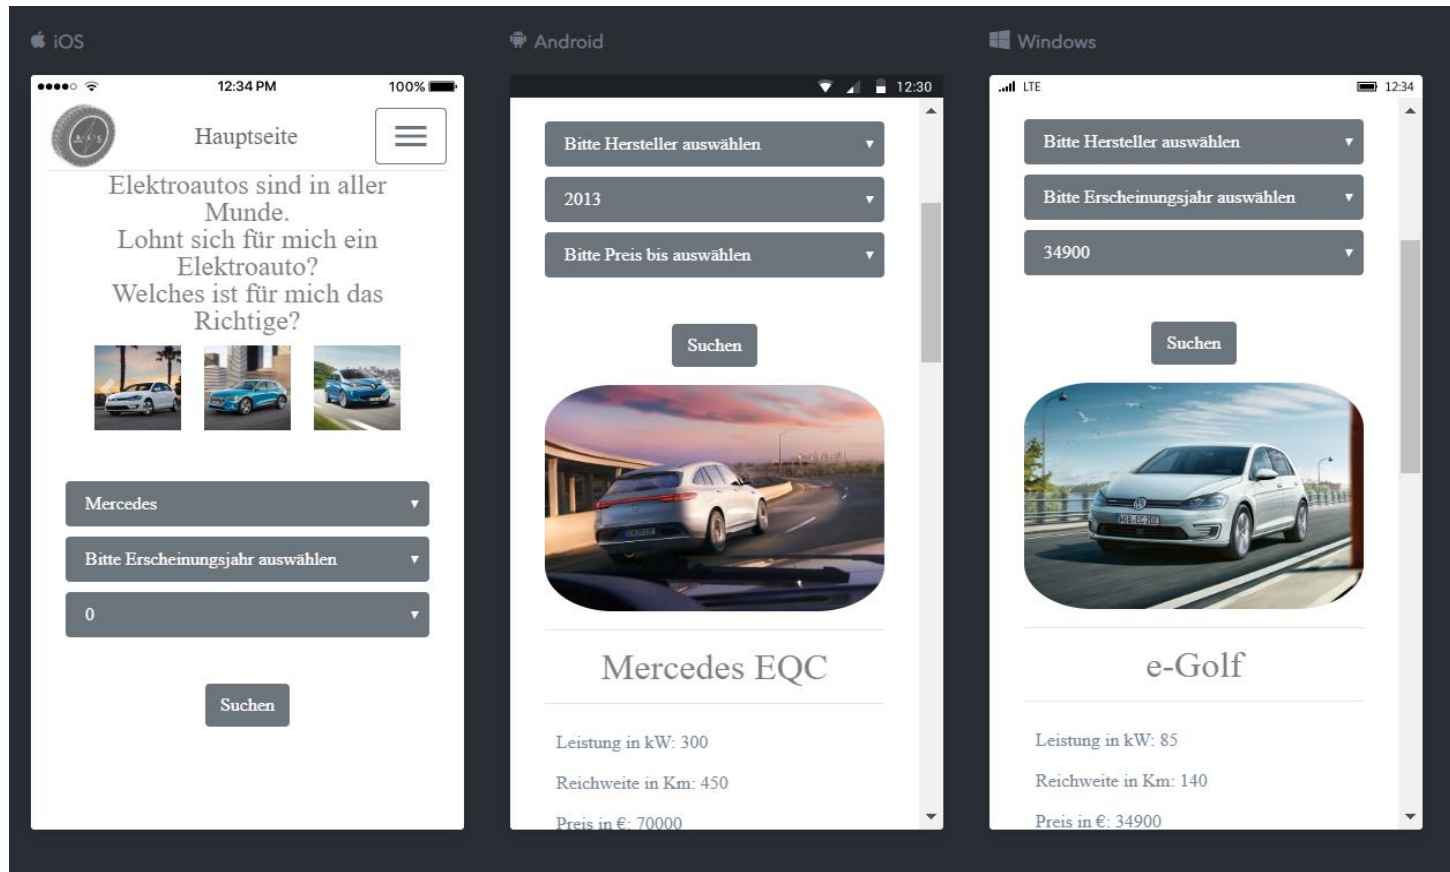 iOS
12:34 PM
100%
Hauptseite
Elektroautos sind in aller
Munde.
Lohnt sich für mich ein
Elektroauto?
Welches ist für mich das
Richtige?
Mercedes
Bitte Erscheinungsjahr auswählen
0
Suchen
Android
12:30
Bitte Hersteller auswählen
2013
Bitte Preis bis auswählen
Suchen
Mercedes EQC
Leistung in kW: 300
Reichweite in Km: 450
Preis in €: 70000
Windows
LTE
12:34
Bitte Hersteller auswählen
Bitte Erscheinungsjahr auswählen
34900
Suchen
e-Golf
Leistung in kW: 85
Reichweite in Km: 140
Preis in €: 34900